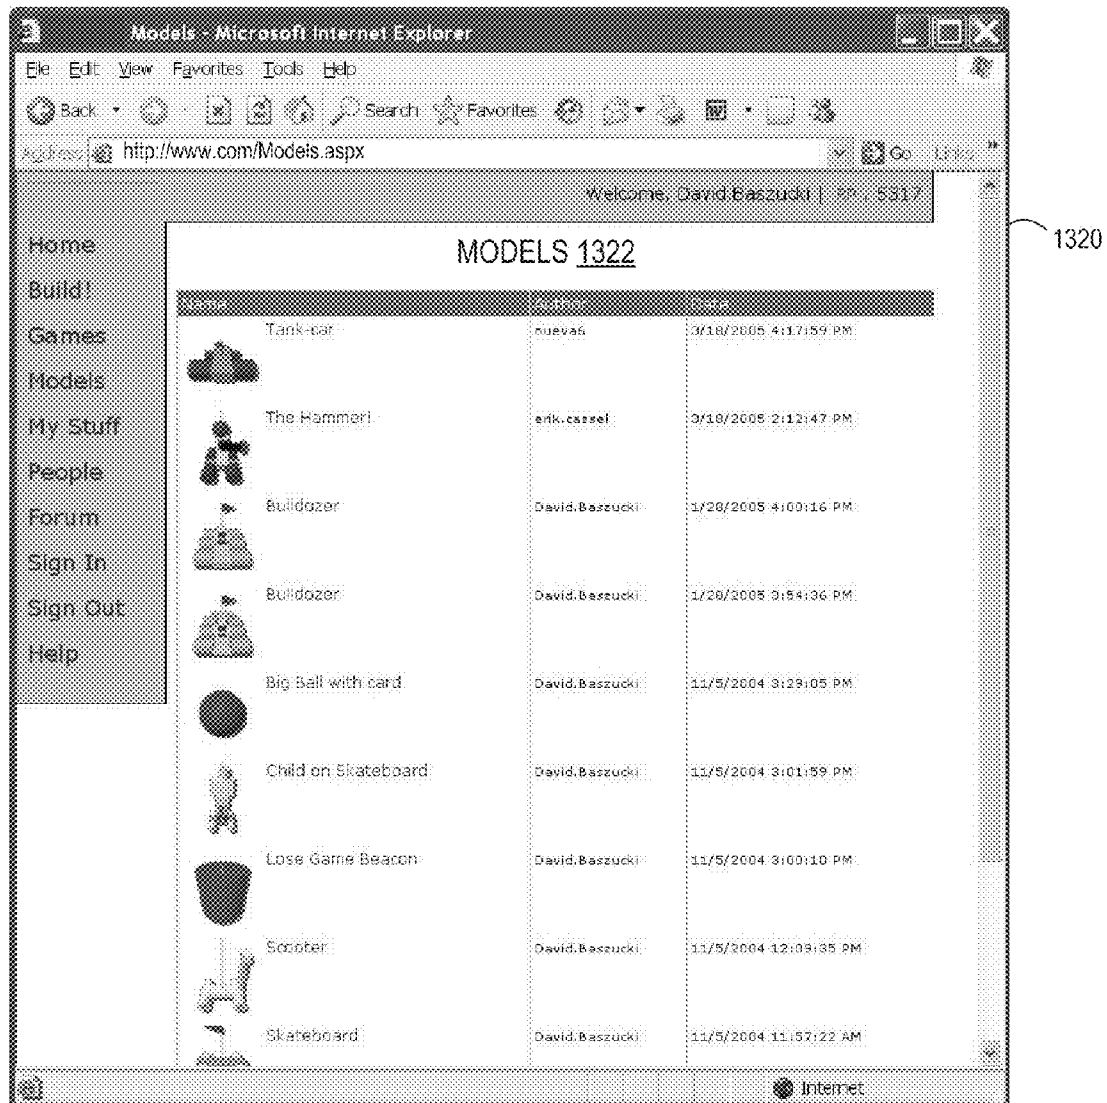 Models - Microsoft Internet Explorer
File Edit View Favorites Tools Help
Back Search Favorites
Address http://www.com/Models.aspx Go Links »
Welcome, David.Baszucki | RP: 5317
1320
Home
Build!
Games
Models
My Stuff
People
Forum
Sign In
Sign Out
Help
MODELS 1322
Name Author Date
Tank-car nueva6 3/18/2005 4:17:59 PM
The Hammer! erik.cassel 3/18/2005 2:12:47 PM
Bulldozer David.Baszucki 1/28/2005 4:00:16 PM
Bulldozer David.Baszucki 1/28/2005 3:54:36 PM
Big Ball with card David.Baszucki 11/5/2004 3:29:05 PM
Child on Skateboard David.Baszucki 11/5/2004 3:01:59 PM
Lose Game Beacon David.Baszucki 11/5/2004 3:00:10 PM
Scooter David.Baszucki 11/5/2004 12:09:35 PM
Skateboard David.Baszucki 11/5/2004 11:57:22 AM
Internet